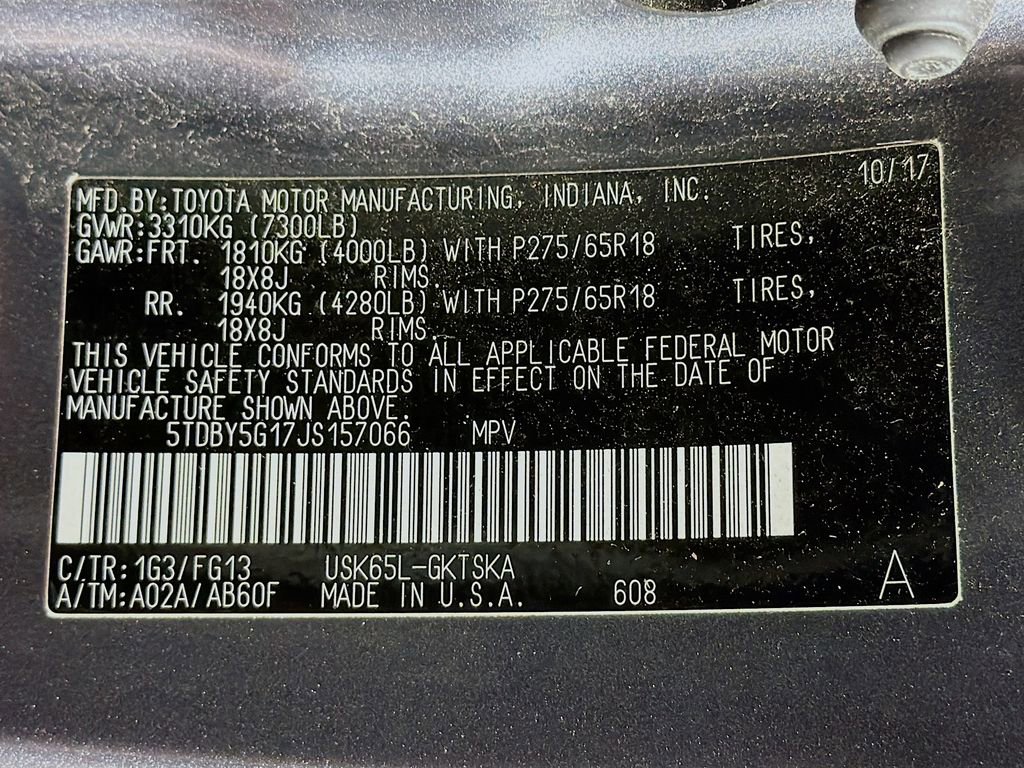 10/17
MFD.BY:TOYOTA MOTOR MANUFACTURING, INDIANA, INC.
GVWR:3310KG (7300LB)
GAWR:FRT. 1810KG (4000LB) WITH P275/65R18 TIRES,
18X8J RIMS.
RR. 1940KG (4280LB) WITH P275/65R18 TIRES,
18X8J RIMS.
THIS VEHICLE CONFORMS TO ALL APPLICABLE FEDERAL MOTOR
VEHICLE SAFETY STANDARDS IN EFFECT ON THE DATE OF
MANUFACTURE SHOWN ABOVE.
5TDBY5G17JS157066 MPV
C/TR:1G3/FG13 USK65L-GKTSKA
A/TM:A02A/AB60F MADE IN U.S.A. 608 A